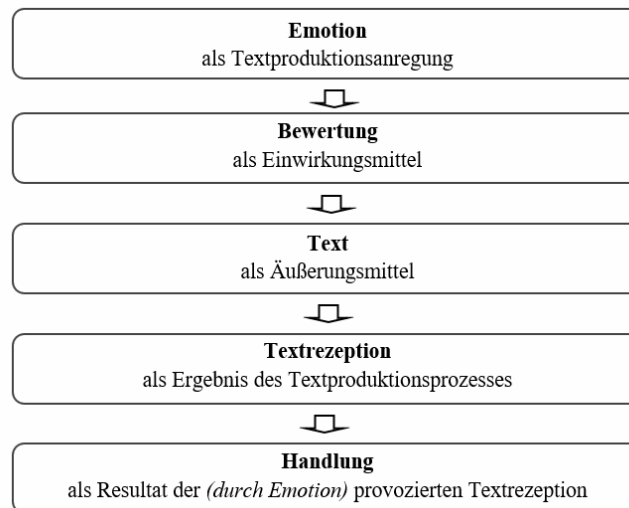 Emotion
als Textproduktionsanregung
Bewertung
als Einwirkungsmittel
Text
als Äußerungsmittel
Textrezeption
als Ergebnis des Textproduktionsprozesses
Handlung
als Resultat der (durch Emotion) provozierten Textrezeption